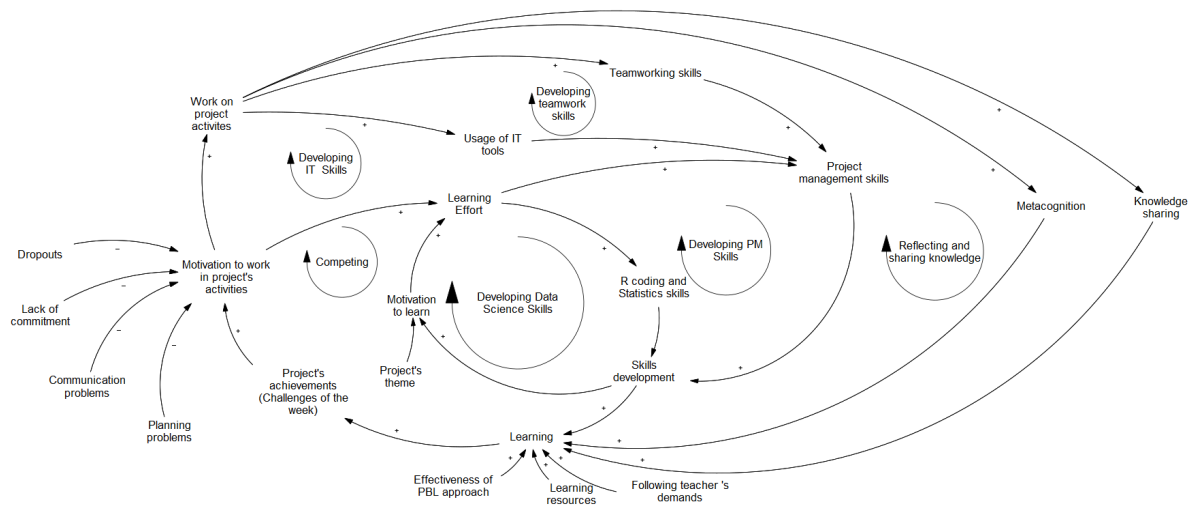 Teamworking skills
Developing
teamwork
skills
Work on
project
activites
Usage of IT
tools
Developing
IT Skills
Project
management skills
Learning
Effort
Metacognition
Knowledge
sharing
Dropouts
Motivation to work
in project's
activities
Competing
Developing PM
Skills
Reflecting and
sharing knowledge
R coding and
Statistics skills
Lack of
commitment
Motivation
to learn
Developing Data
Science Skills
Communication
problems
Project's
achievements
(Challenges of the
week)
Project's
theme
Skills
development
Planning
problems
Learning
Effectiveness of
PBL approach
Learning
resources
Following teacher 's
demands